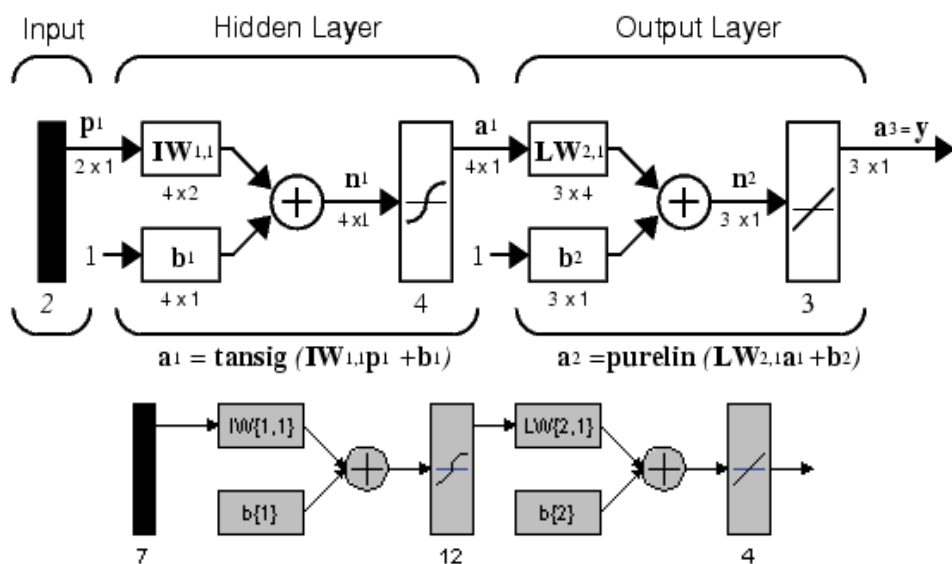 Input Hidden Layer Output Layer
p1 a1 a3 = y
IW1,1 LW2,1
2 x 1 4 x 1 3 x 1
n1 n2
4 x 2 3 x 4
4 x 1 3 x 1
1 b1 1 b2
4 x 1 3 x 1
2 4 3
a1 = tansig (IW1,1p1 +b1) a2 =purelin (LW2,1a1 +b2)
IW{1,1} LW{2,1}
b{1} b{2}
7 12 4